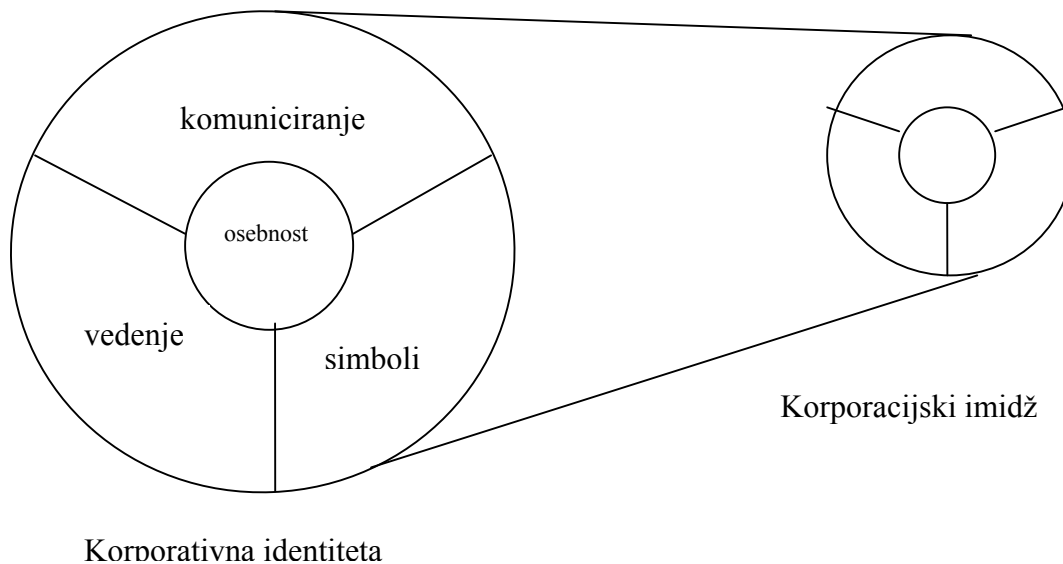 komuniciranje
osebnost
vedenje
simboli
Korporacijski imidž
Korporativna identiteta